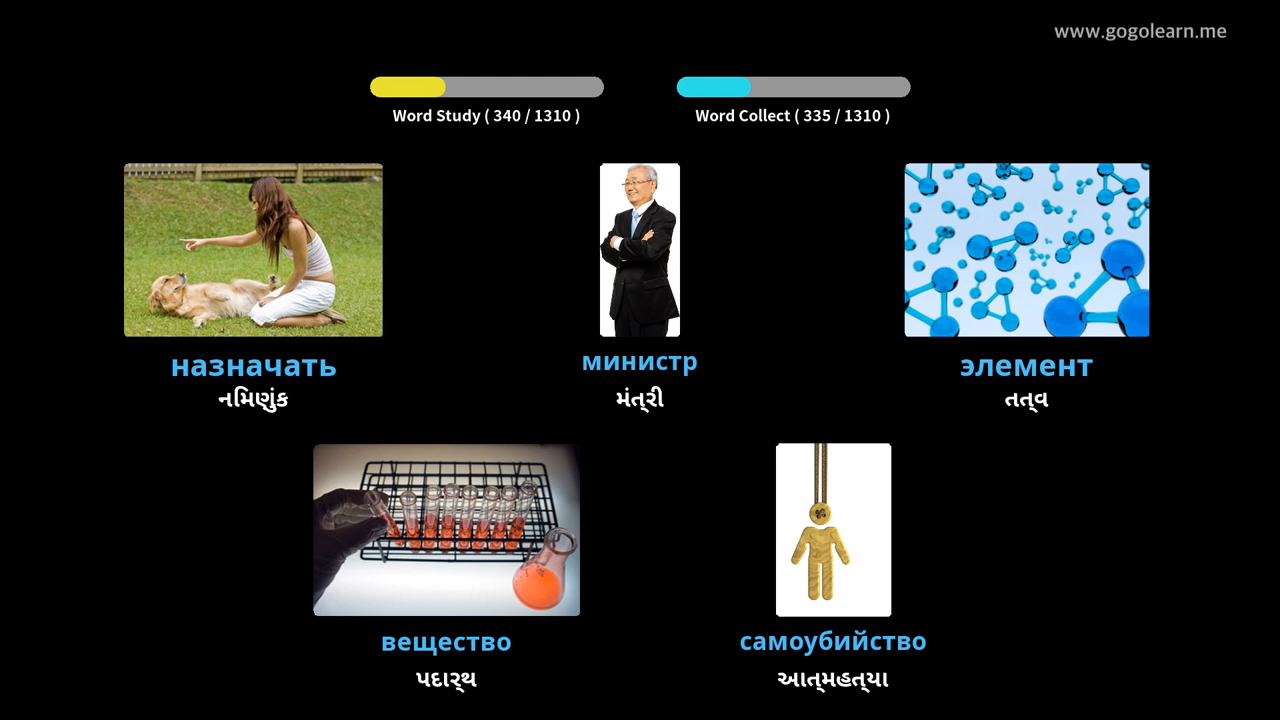 www.gogolearn.me
Word Study ( 340 / 1310 )
Word Collect ( 335 / 1310 )
назначать
નમિણુંક
министр
મંત્રી
элемент
તત્વ
вещество
પદાર્થ
самоубийство
આત્મહત્યા